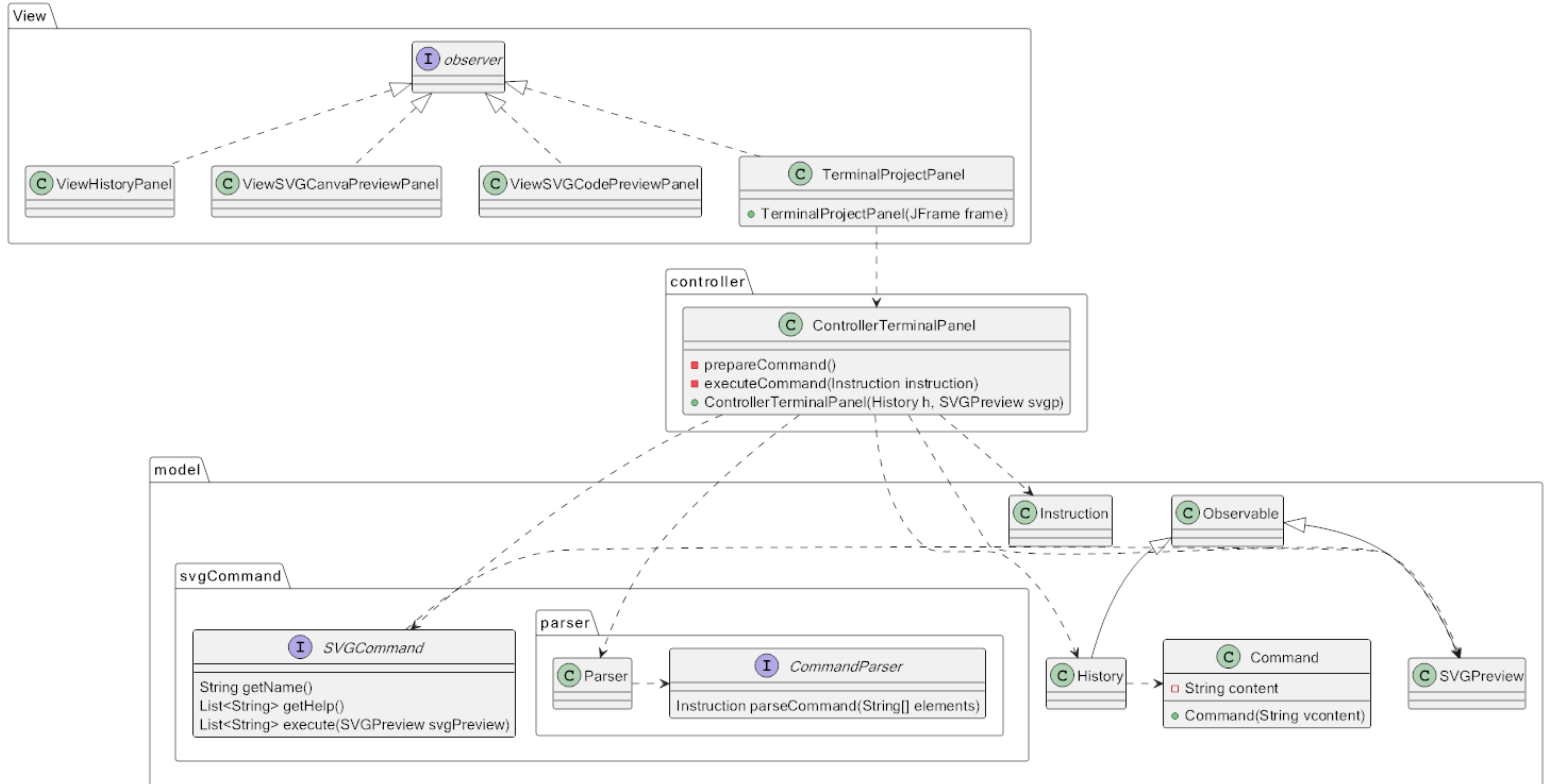 View
I observer
C ViewHistoryPanel
C ViewSVGCanvaPreviewPanel
C ViewSVGCodePreviewPanel
C TerminalProjectPanel
TerminalProjectPanel(JFrame frame)
controller
C ControllerTerminalPanel
prepareCommand()
executeCommand(Instruction instruction)
ControllerTerminalPanel(History h, SVGPreview svgp)
model
C Instruction
C Observable
svgCommand
I SVGCommand
String getName()
List<String> getHelp()
List<String> execute(SVGPreview svgPreview)
parser
C Parser
I CommandParser
Instruction parseCommand(String[] elements)
C History
C Command
String content
Command(String vcontent)
C SVGPreview